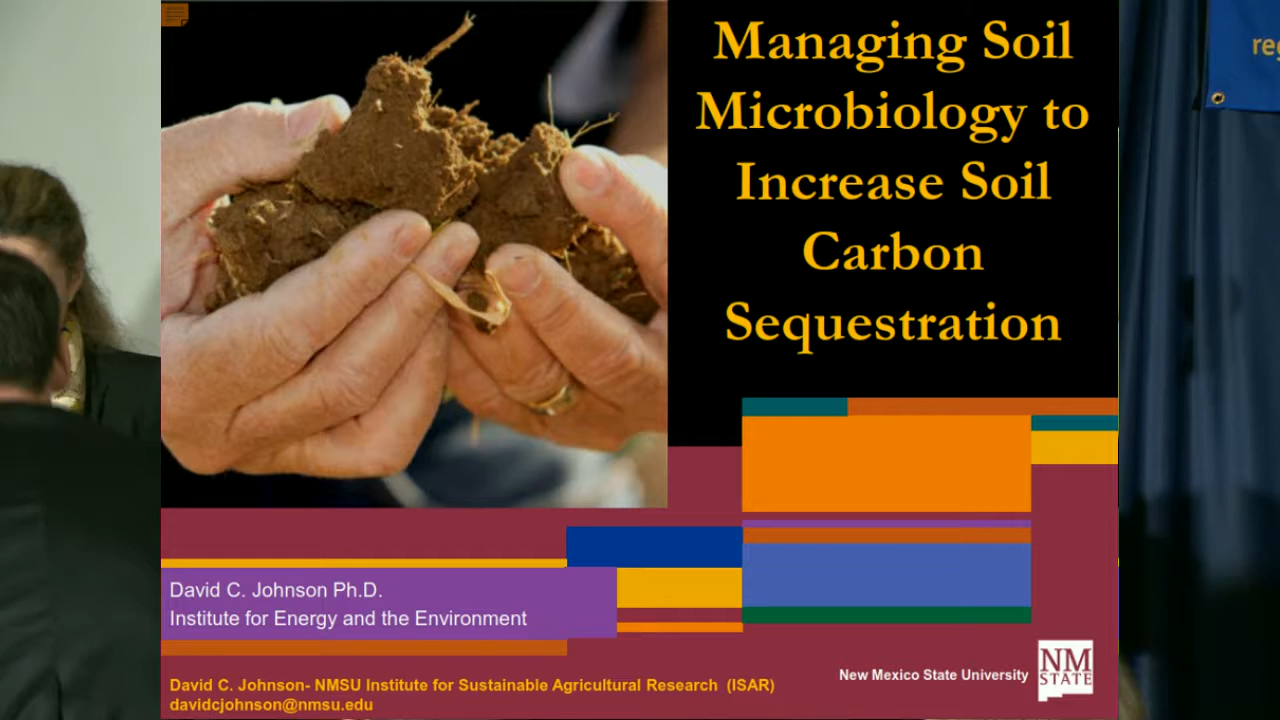 Managing Soil
Microbiology to
Increase Soil
Carbon
Sequestration
David C. Johnson Ph.D.
Institute for Energy and the Environment
New Mexico State University
NM
STATE
David C. Johnson- NMSU Institute for Sustainable Agricultural Research (ISAR)
davidcjohnson@nmsu.edu